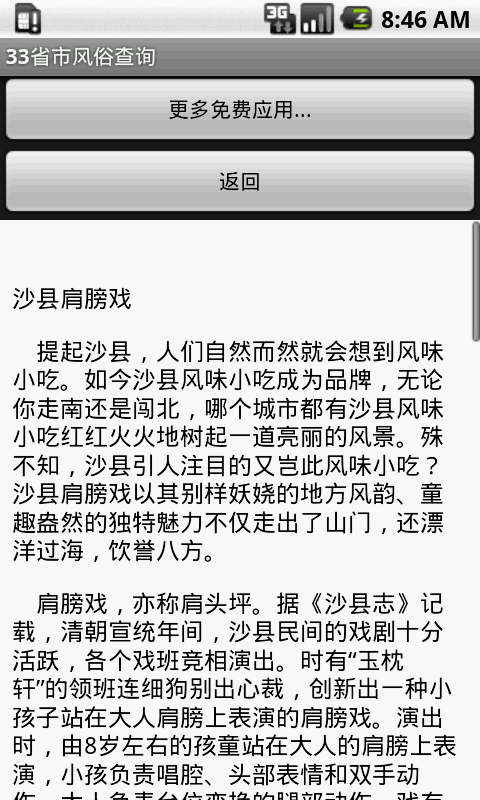 3G
8:46 AM
33省市风俗查询
更多免费应用...
返回
沙县肩膀戏
提起沙县，人们自然而然就会想到风味
小吃。如今沙县风味小吃成为品牌，无论
你走南还是闯北，哪个城市都有沙县风味
小吃红红火火地树起一道亮丽的风景。殊
不知，沙县引人注目的又岂此风味小吃？
沙县肩膀戏以其别样妖娆的地方风韵、童
趣盎然的独特魅力不仅走出了山门，还漂
洋过海，饮誉八方。
肩膀戏，亦称肩头坪。据《沙县志》记
载，清朝宣统年间，沙县民间的戏剧十分
活跃，各个戏班竞相演出。时有“玉枕
轩”的领班连细狗别出心裁，创新出一种小
孩子站在大人肩膀上表演的肩膀戏。演出
时，由8岁左右的孩童站在大人的肩膀上表
演，小孩负责唱腔、头部表情和双手动
作，大人负责台位变换的腿部动作。戏有